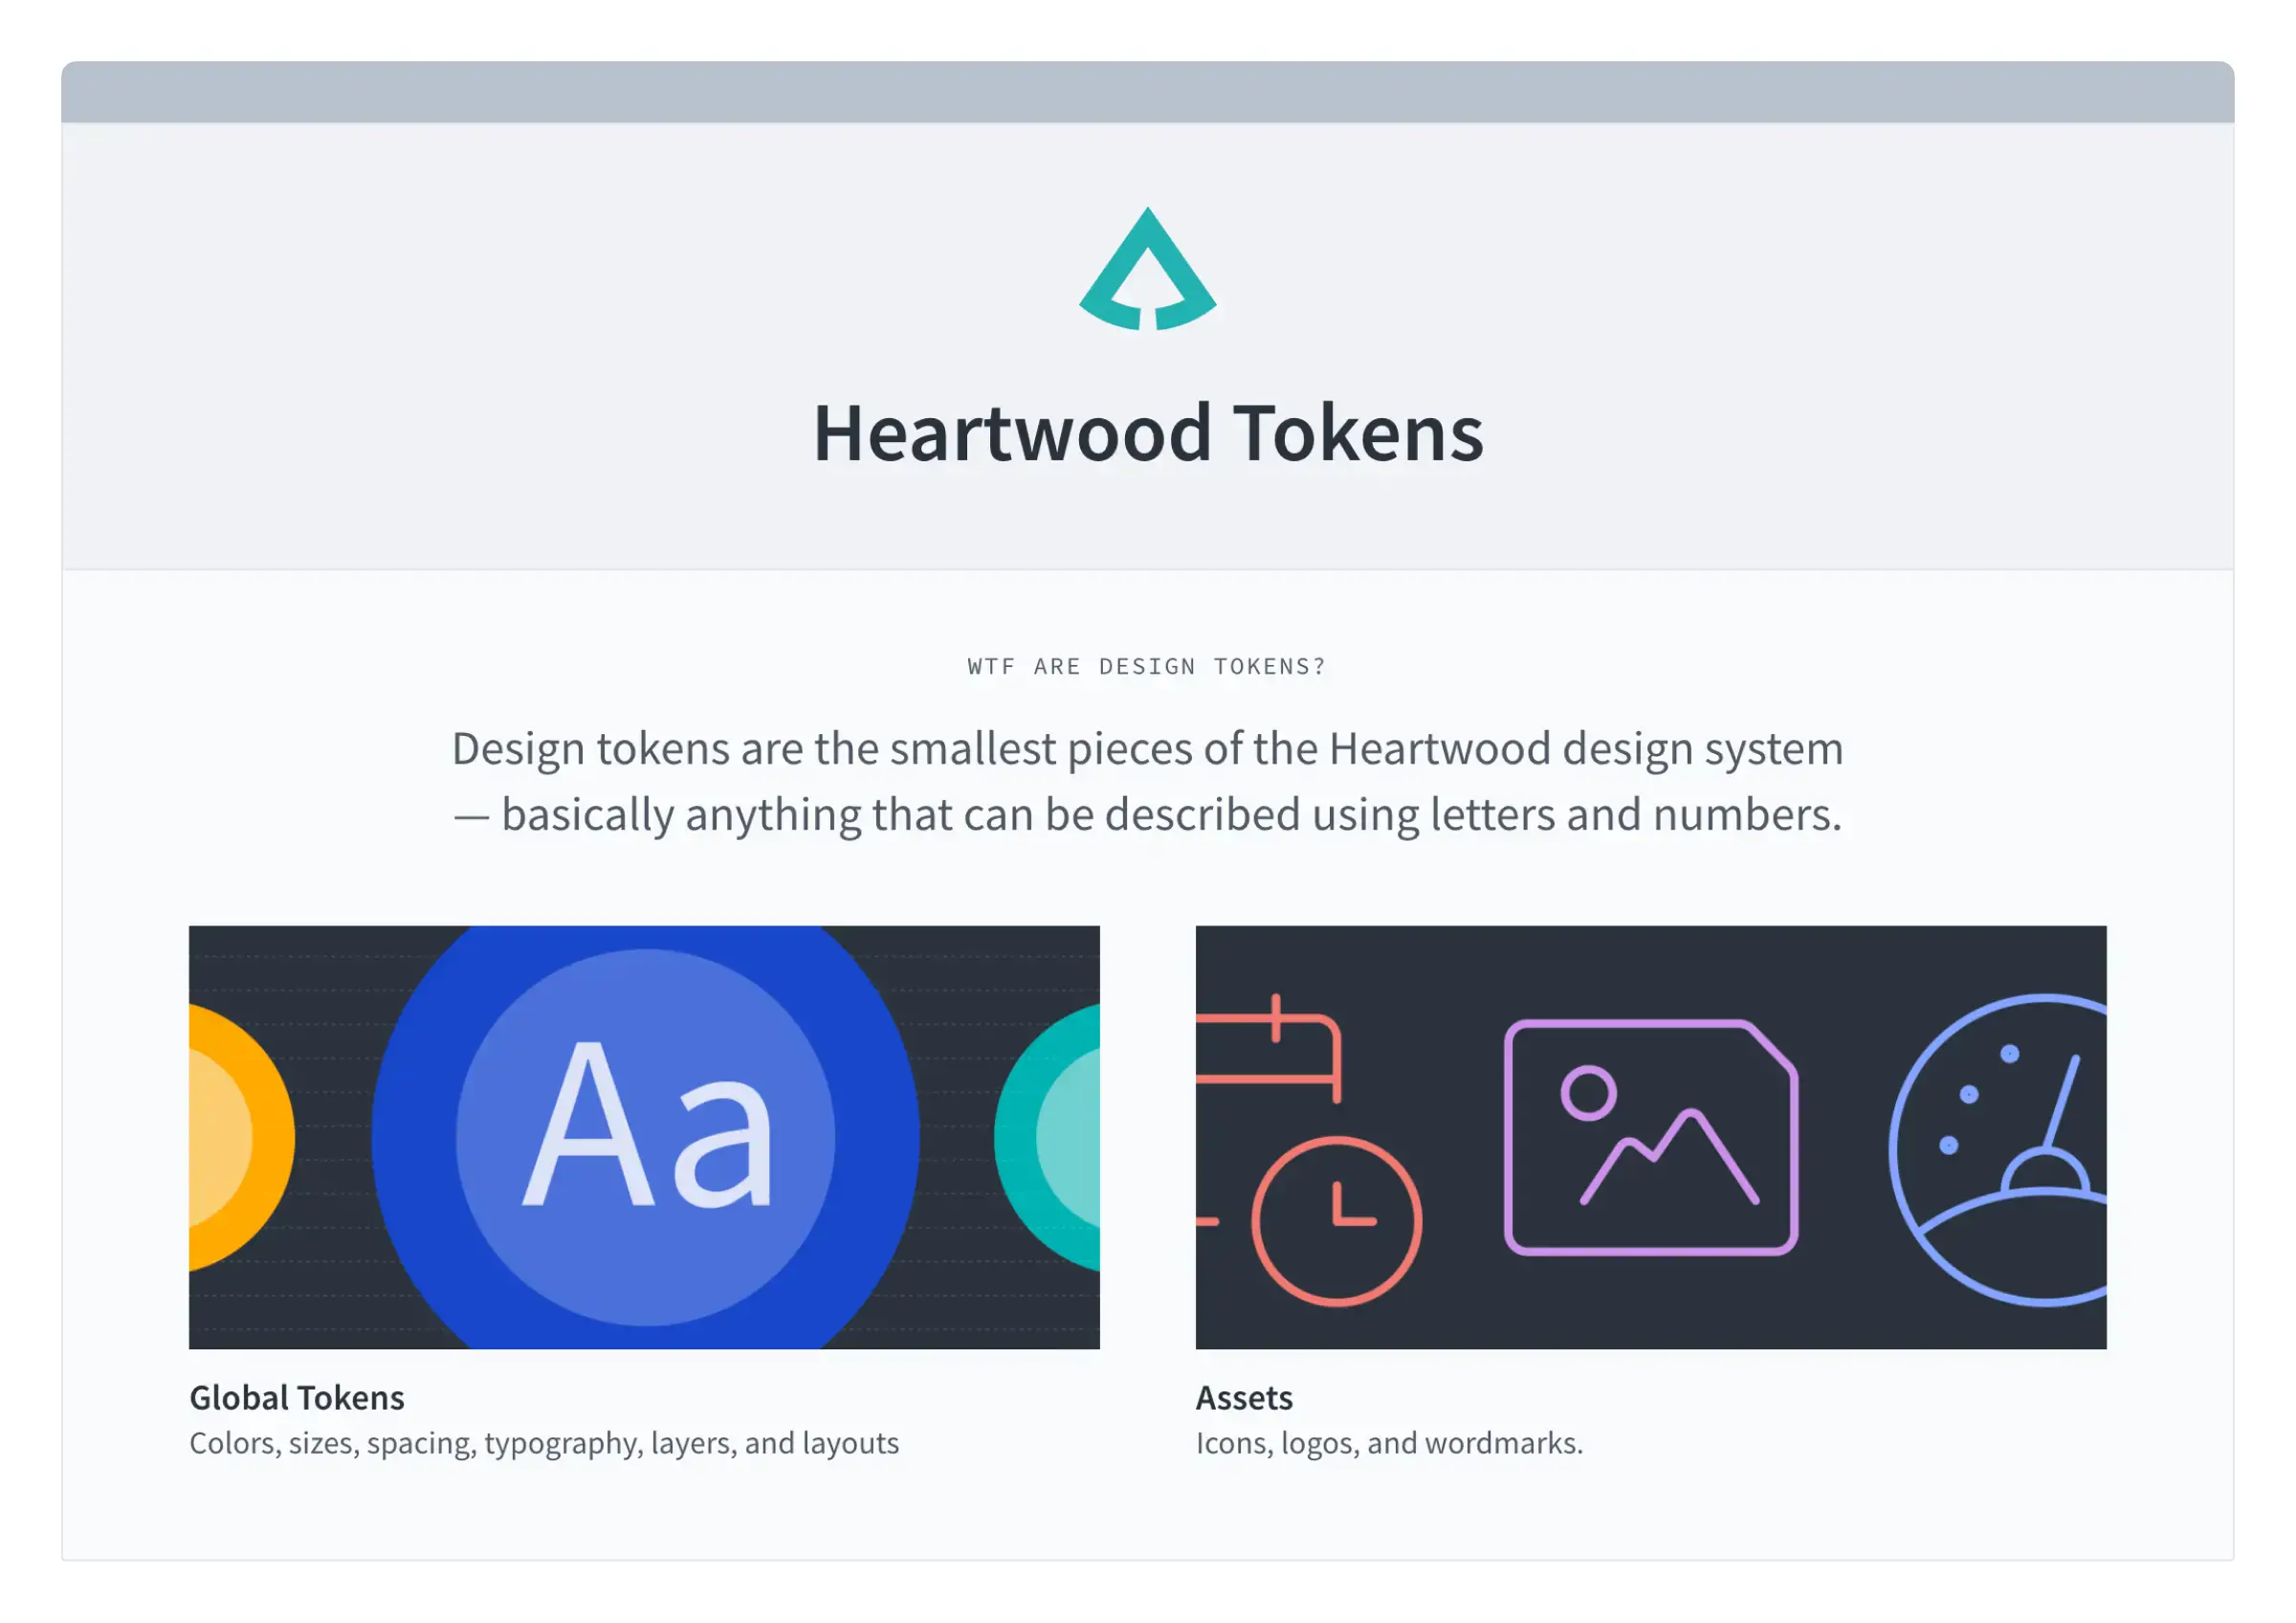 Heartwood Tokens
WTF ARE DESIGN TOKENS?
Design tokens are the smallest pieces of the Heartwood design system
— basically anything that can be described using letters and numbers.
Aa
Global Tokens
Colors, sizes, spacing, typography, layers, and layouts
Assets
Icons, logos, and wordmarks.